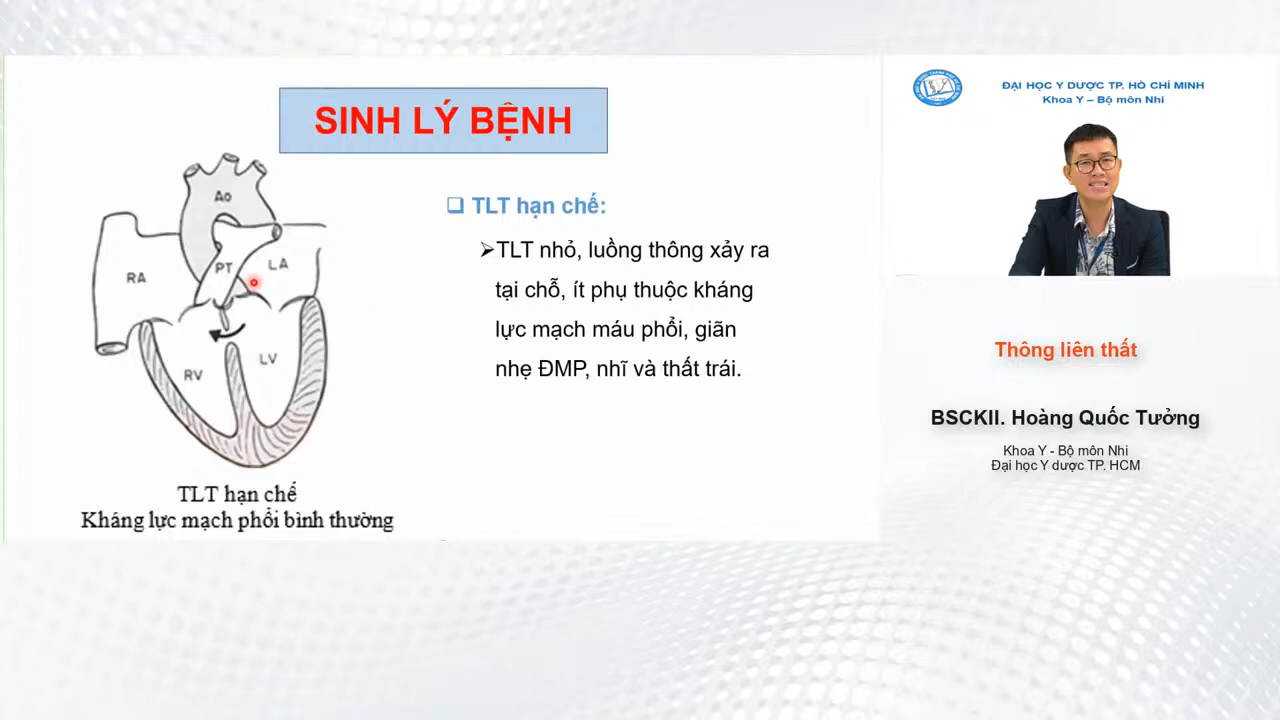 SINH LÝ BỆNH
Ao
RA
PT
LA
RV
LV
TLT hạn chế
Kháng lực mạch phổi bình thường
❑ TLT hạn chế:
➢TLT nhỏ, luồng thông xảy ra
tại chỗ, ít phụ thuộc kháng
lực mạch máu phổi, giãn
nhẹ ĐMP, nhĩ và thất trái.
ĐẠI HỌC Y DƯỢC TP. HỒ CHÍ MINH
Khoa Y – Bộ môn Nhi
Thông liên thất
BSCKII. Hoàng Quốc Tưởng
Khoa Y - Bộ môn Nhi
Đại học Y dược TP. HCM